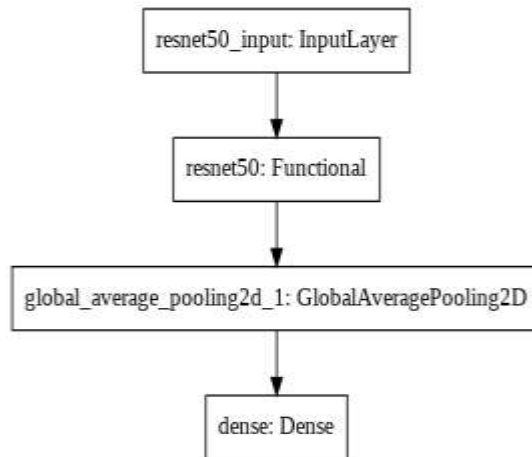 resnet50_input: InputLayer
resnet50: Functional
global_average_pooling2d_1: GlobalAveragePooling2D
dense: Dense